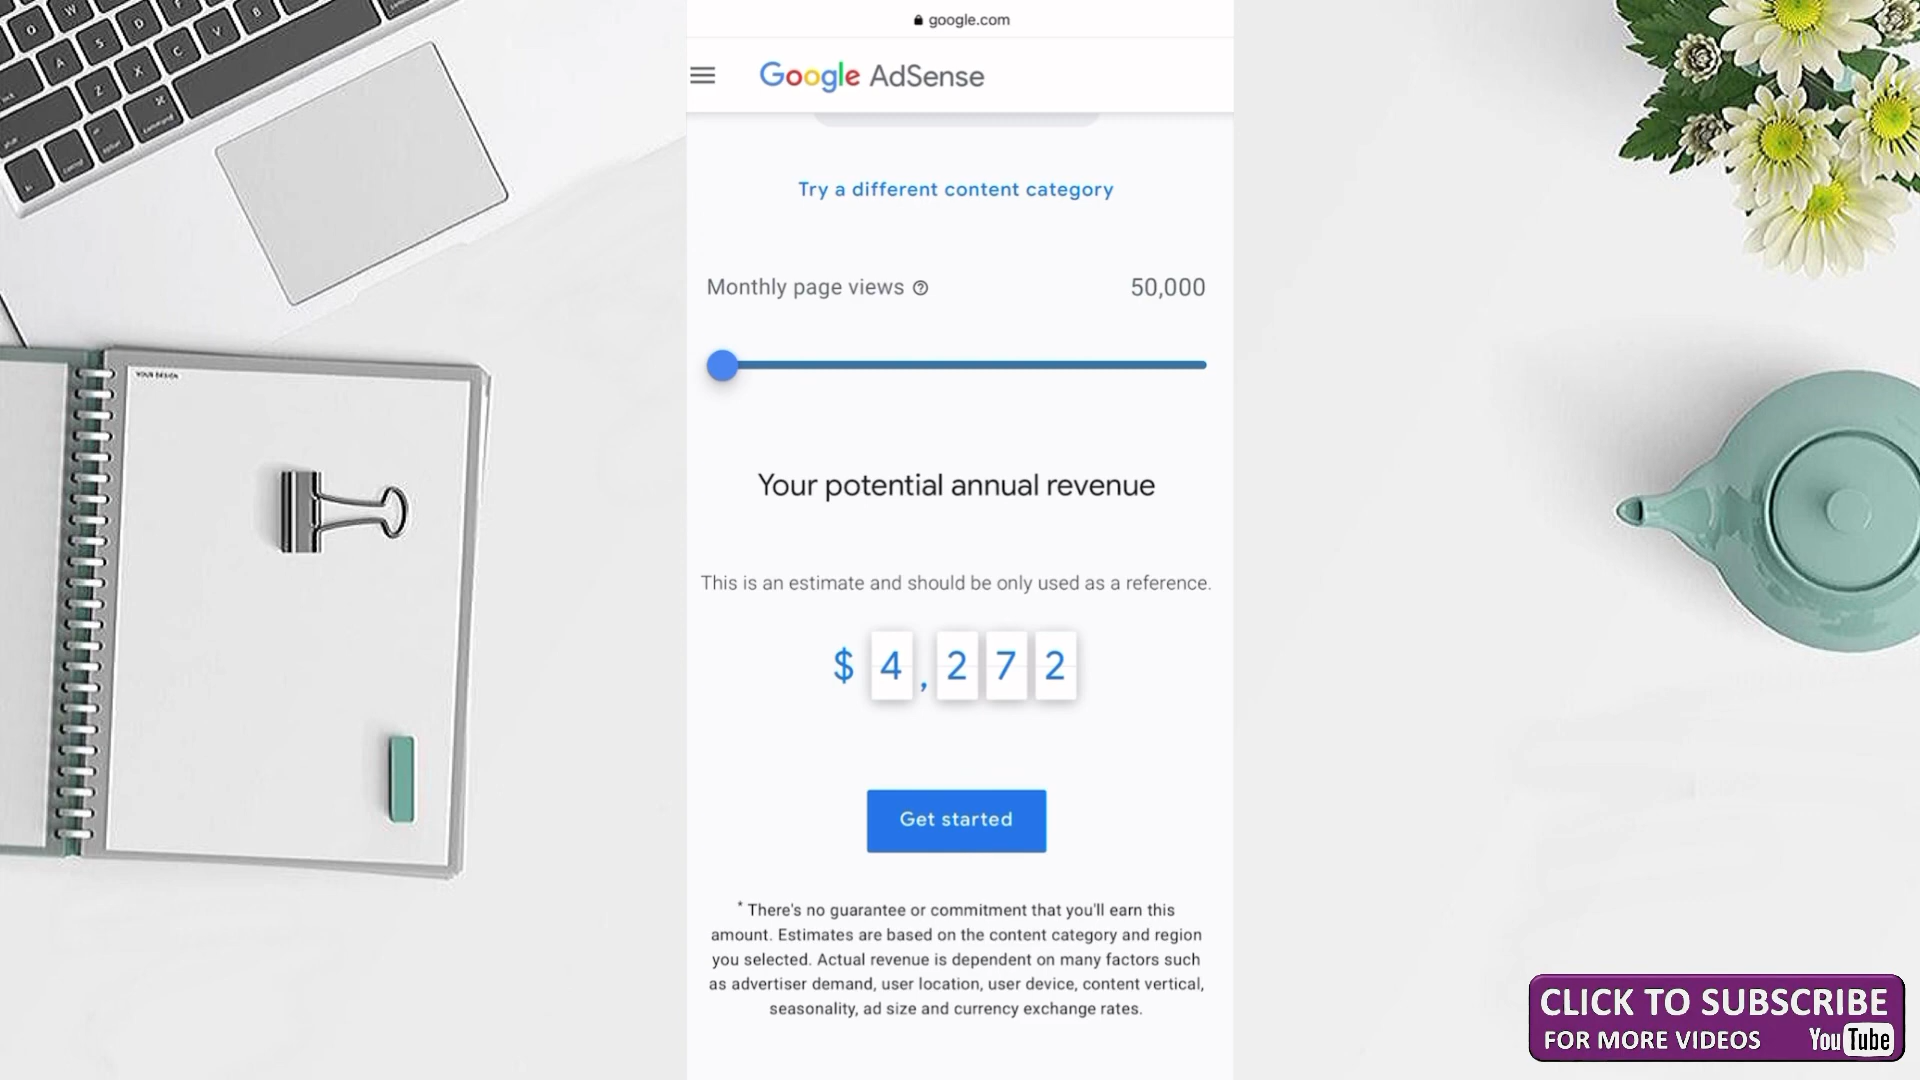 google.com
Google AdSense
Try a different content category
Monthly page views
50,000
Your potential annual revenue
This is an estimate and should be only used as a reference.
$ 4,272
Get started
* There's no guarantee or commitment that you'll earn this
amount. Estimates are based on the content category and region
you selected. Actual revenue is dependent on many factors such
as advertiser demand, user location, user device, content vertical,
seasonality, ad size and currency exchange rates.
YOUR DESIGN
CLICK TO SUBSCRIBE
FOR MORE VIDEOS YouTube